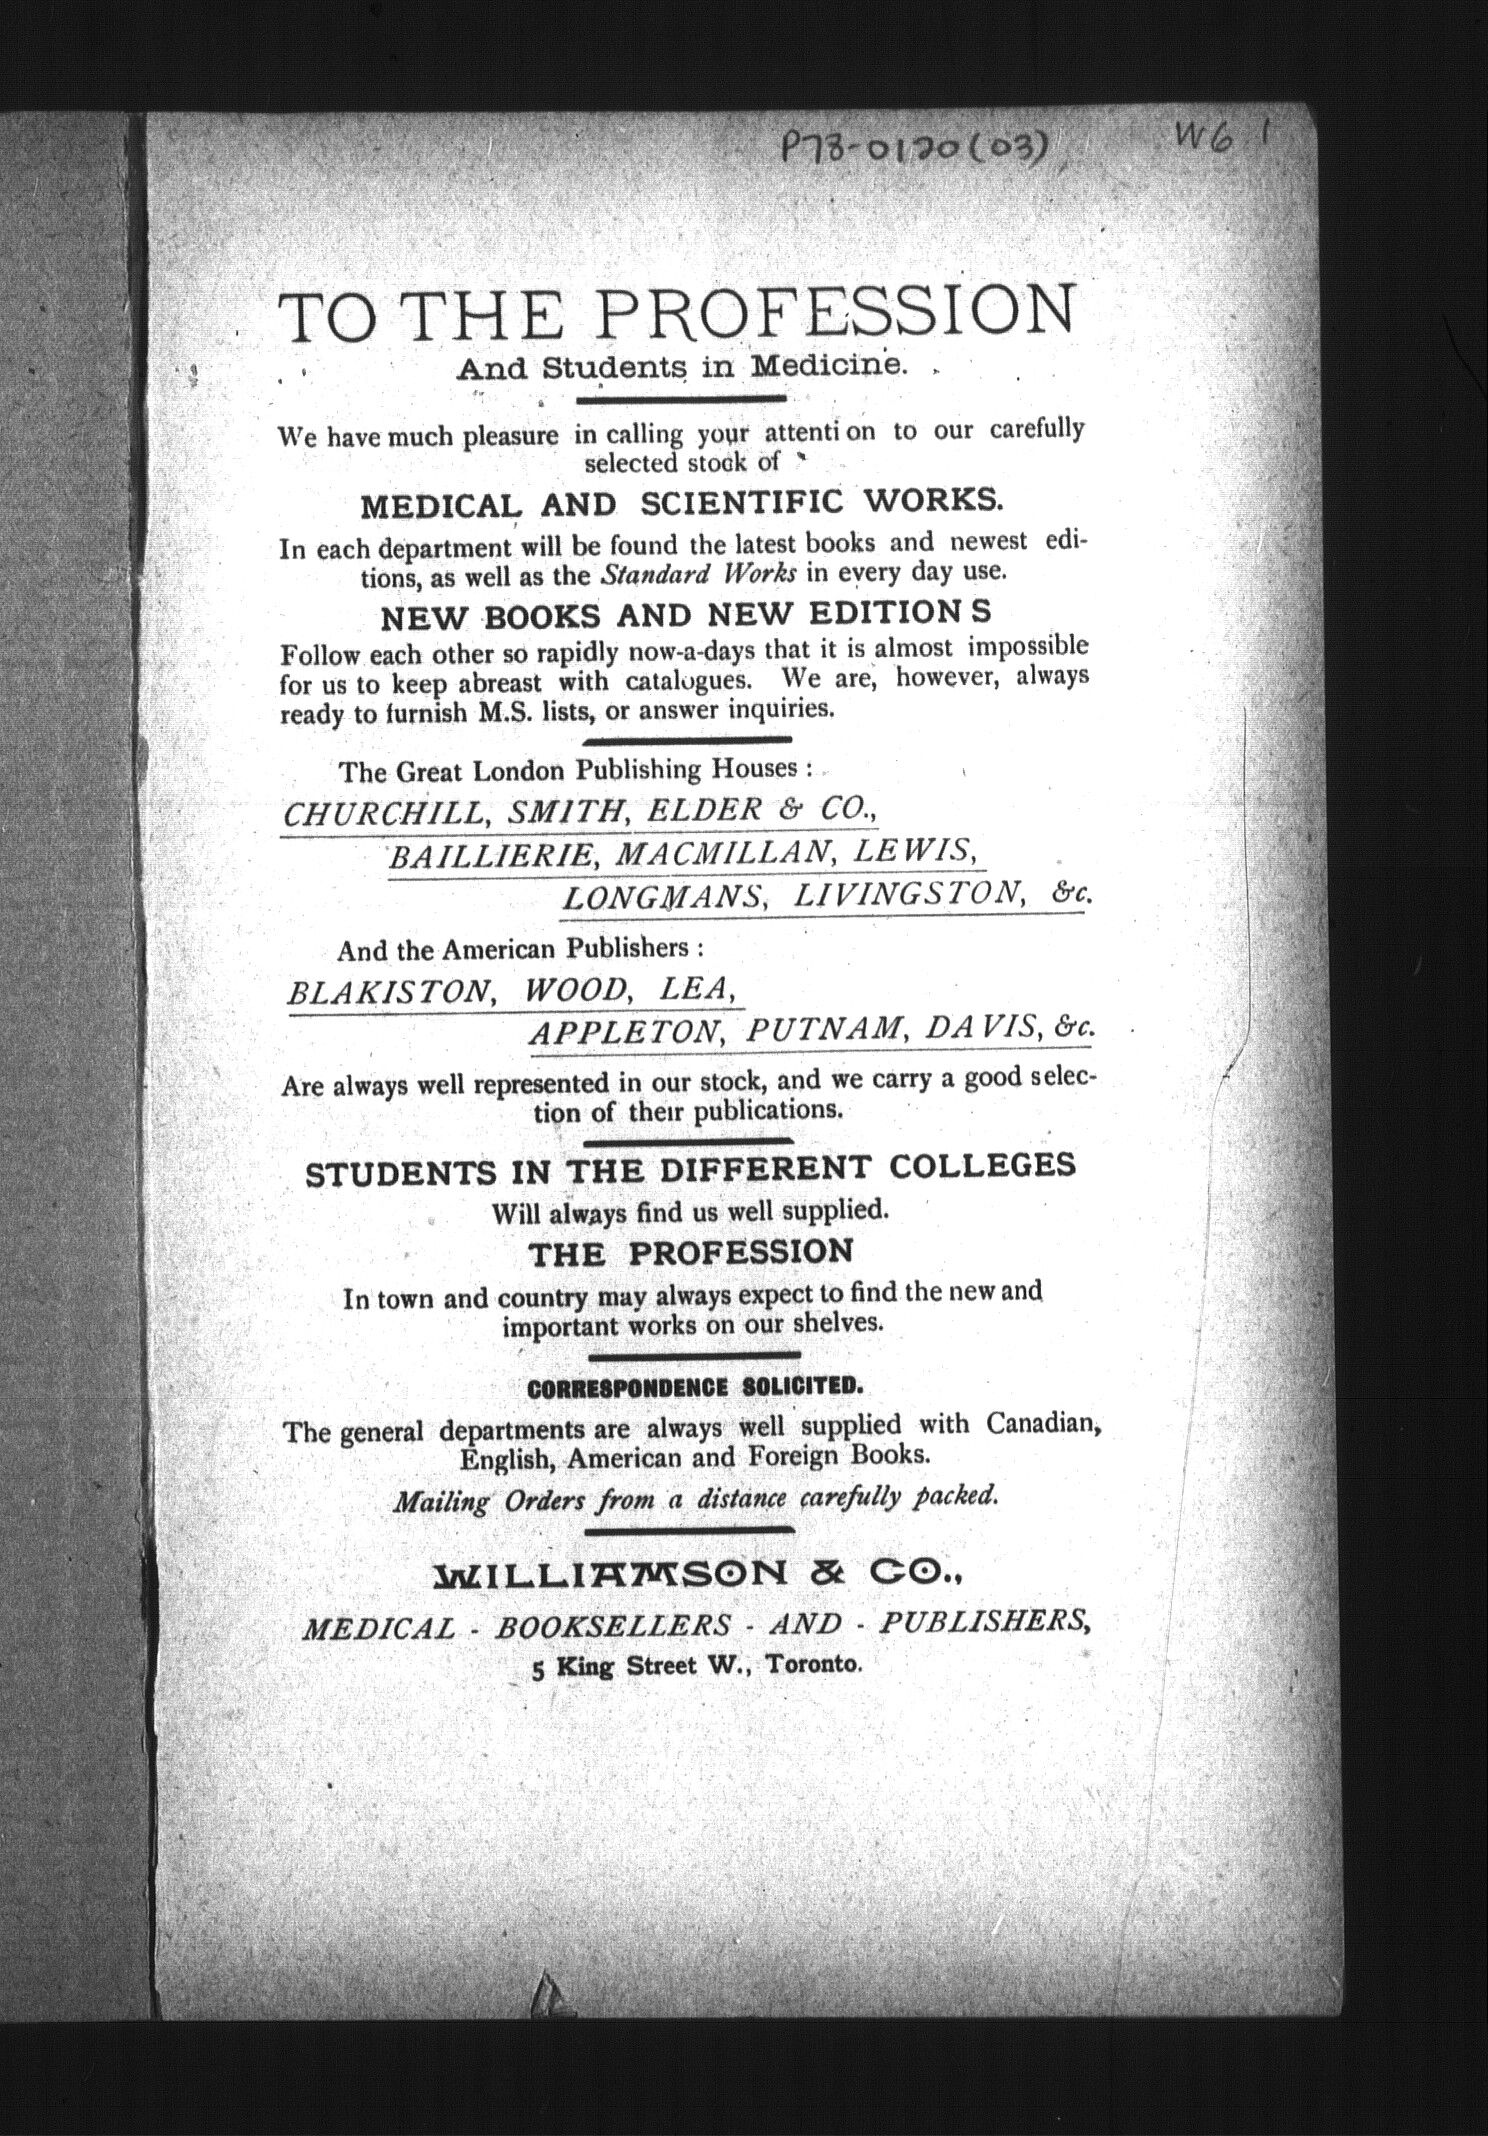 P73-0120(03) W6 1
TO THE PROFESSION
And Students in Medicine.
We have much pleasure in calling your attention to our carefully
selected stock of
MEDICAL AND SCIENTIFIC WORKS.
In each department will be found the latest books and newest edi-
tions, as well as the Standard Works in every day use.
NEW BOOKS AND NEW EDITIONS
Follow each other so rapidly now-a-days that it is almost impossible
for us to keep abreast with catalogues. We are, however, always
ready to furnish M.S. lists, or answer inquiries.
The Great London Publishing Houses :
CHURCHILL, SMITH, ELDER & CO.,
BAILLIERIE, MACMILLAN, LEWIS,
LONGMANS, LIVINGSTON, &c.
And the American Publishers :
BLAKISTON, WOOD, LEA,
APPLETON, PUTNAM, DAVIS, &c.
Are always well represented in our stock, and we carry a good selec-
tion of their publications.
STUDENTS IN THE DIFFERENT COLLEGES
Will always find us well supplied.
THE PROFESSION
In town and country may always expect to find the new and
important works on our shelves.
CORRESPONDENCE SOLICITED.
The general departments are always well supplied with Canadian,
English, American and Foreign Books.
Mailing Orders from a distance carefully packed.
WILLIAMSON & CO.,
MEDICAL - BOOKSELLERS - AND - PUBLISHERS,
5 King Street W., Toronto.